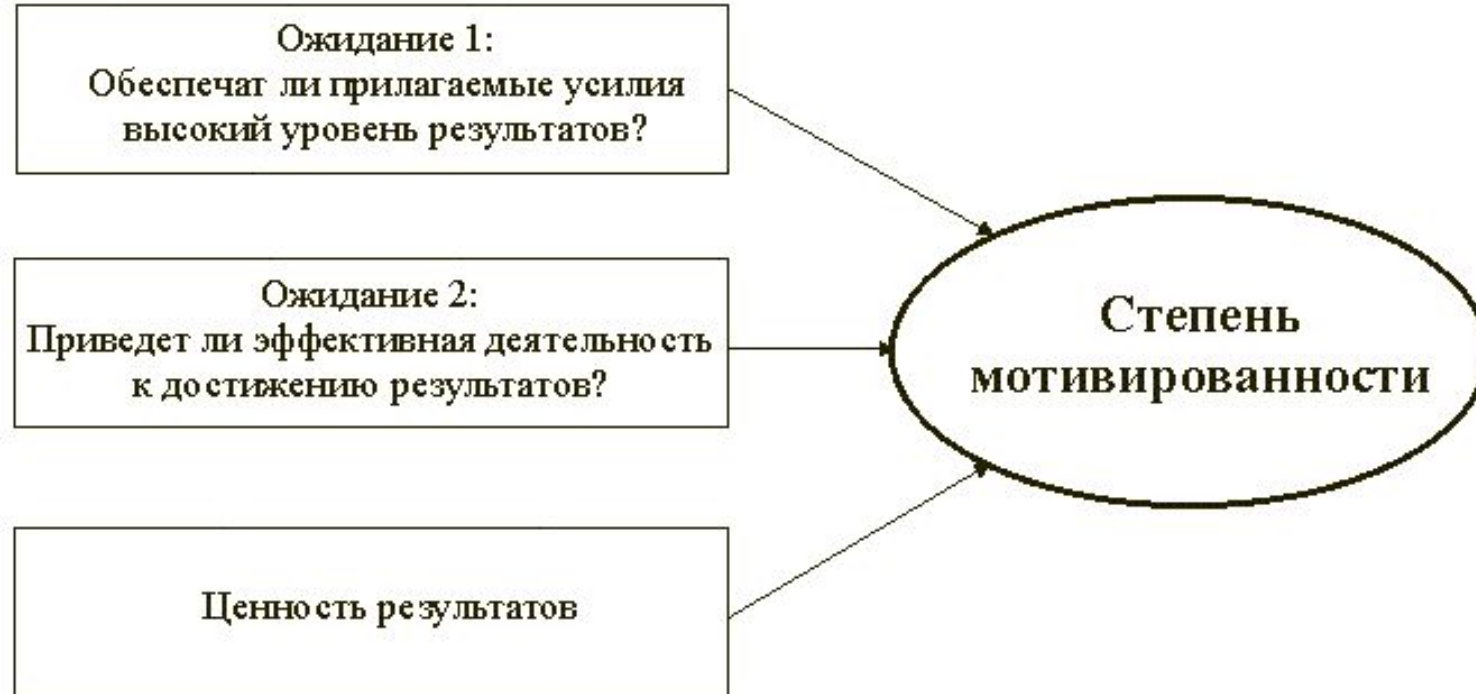 Ожидание 1:
Обеспечат ли прилагаемые усилия
высокий уровень результатов?
Ожидание 2:
Приведет ли эффективная деятельность
к достижению результатов?
Ценность результатов
Степень
мотивированности